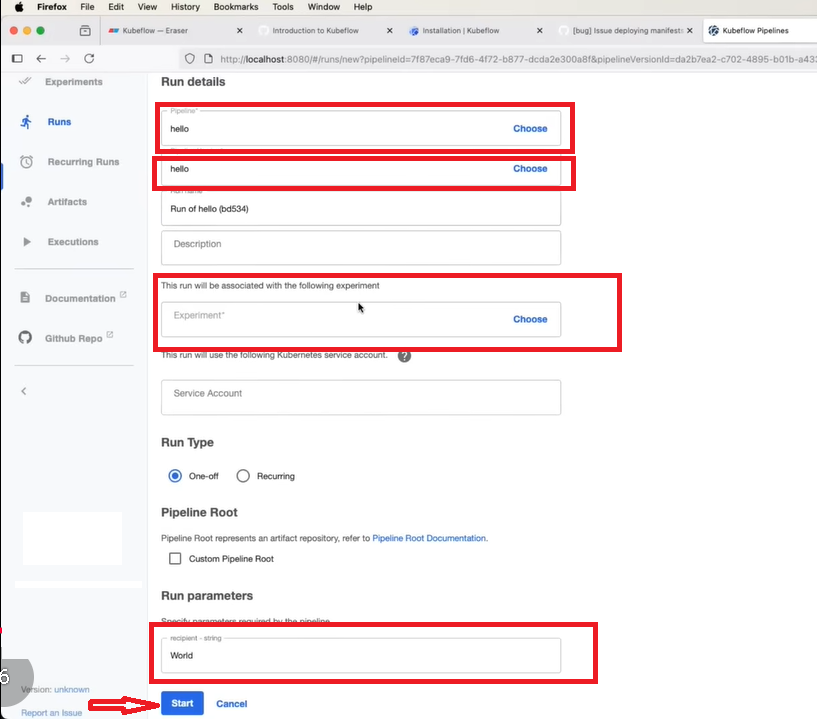 Firefox File Edit View History Bookmarks Tools Window Help
Kubeflow — Eraser
Introduction to Kubeflow
Installation | Kubeflow
[bug] Issue deploying manifests
Kubeflow Pipelines
http://localhost:8080/#/runs/new?pipelineId=7f87eca9-7fd6-4f72-b877-dcda2e300a8f&pipelineVersionId=da2b7ea2-c702-4895-b01b-a433
Experiments
Runs
Recurring Runs
Artifacts
Executions
Documentation
Github Repo
Version: unknown
Report an Issue
Run details
Pipeline*
hello
Choose
hello
Choose
Run name
Run of hello (bd534)
Description
This run will be associated with the following experiment
Experiment*
Choose
This run will use the following Kubernetes service account.
?
Service Account
Run Type
One-off
Recurring
Pipeline Root
Pipeline Root represents an artifact repository, refer to Pipeline Root Documentation.
Custom Pipeline Root
Run parameters
Specify parameters required by the pipeline
recipient - string
World
Start
Cancel